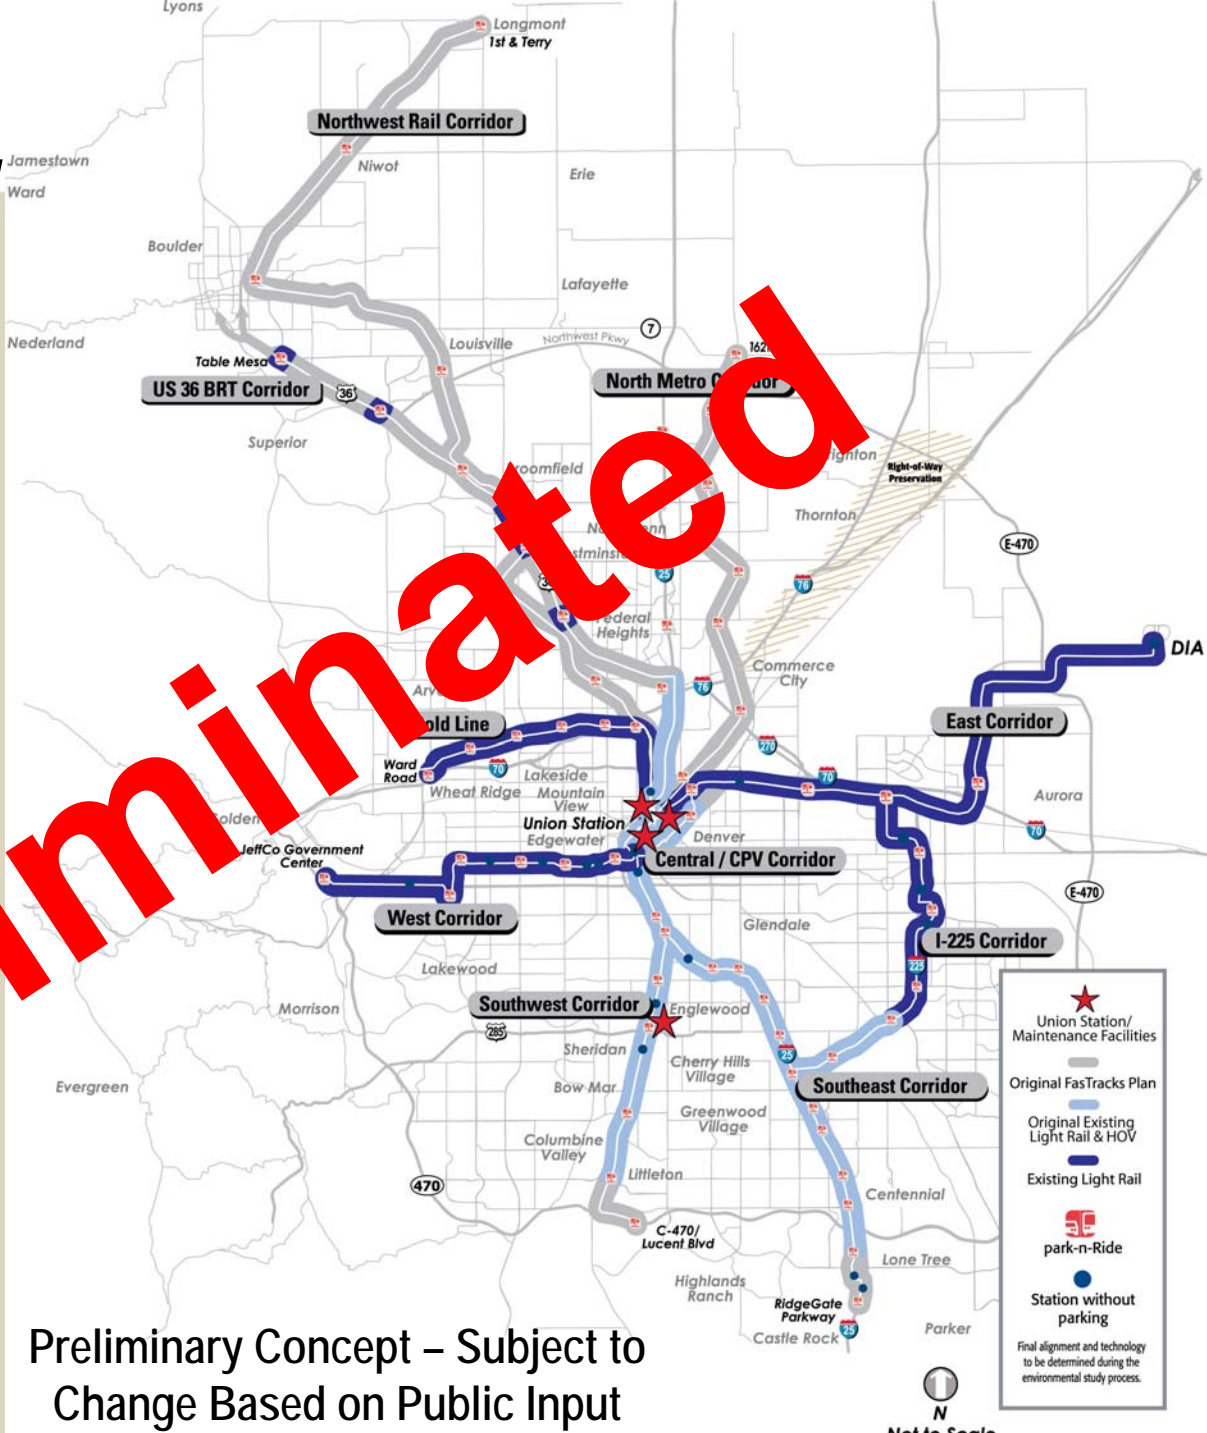 Lyons
Longmont
1st & Terry
Northwest Rail Corridor
Jamestown
Niwot
Erie
Ward
Boulder
Lafayette
7
Nederland
Louisville
Northwest Pkwy
Table Mesa
US 36 BRT Corridor
36
North Metro
Superior
Right-of-Way
Preservation
Thornton
E-470
25
76
Federal
Heights
minated
Commerce
City
DIA
76
East Corridor
old Line
270
Ward
Road
70
Lakeside
70
Wheat Ridge
Mountain
View
Aurora
Union Station
Edgewater
Denver
70
JeffCo Government
Center
Central / CPV Corridor
E-470
West Corridor
Glendale
I-225 Corridor
Lakewood
225
Southwest Corridor
Englewood
Morrison
285
Sheridan
25
Cherry Hills
Village
Evergreen
Bow Mar
Southeast Corridor
Greenwood
Village
Columbine
Valley
Littleton
470
Centennial
C-470/
Lucent Blvd
Lone Tree
Highlands
Ranch
RidgeGate
Parkway
25
Castle Rock
Parker
Union Station/
Maintenance Facilities
Original FasTracks Plan
Original Existing
Light Rail & HOV
Existing Light Rail
park-n-Ride
Station without
parking
Final alignment and technology
to be determined during the
environmental study process.
Preliminary Concept – Subject to
Change Based on Public Input
N
Not to Scale